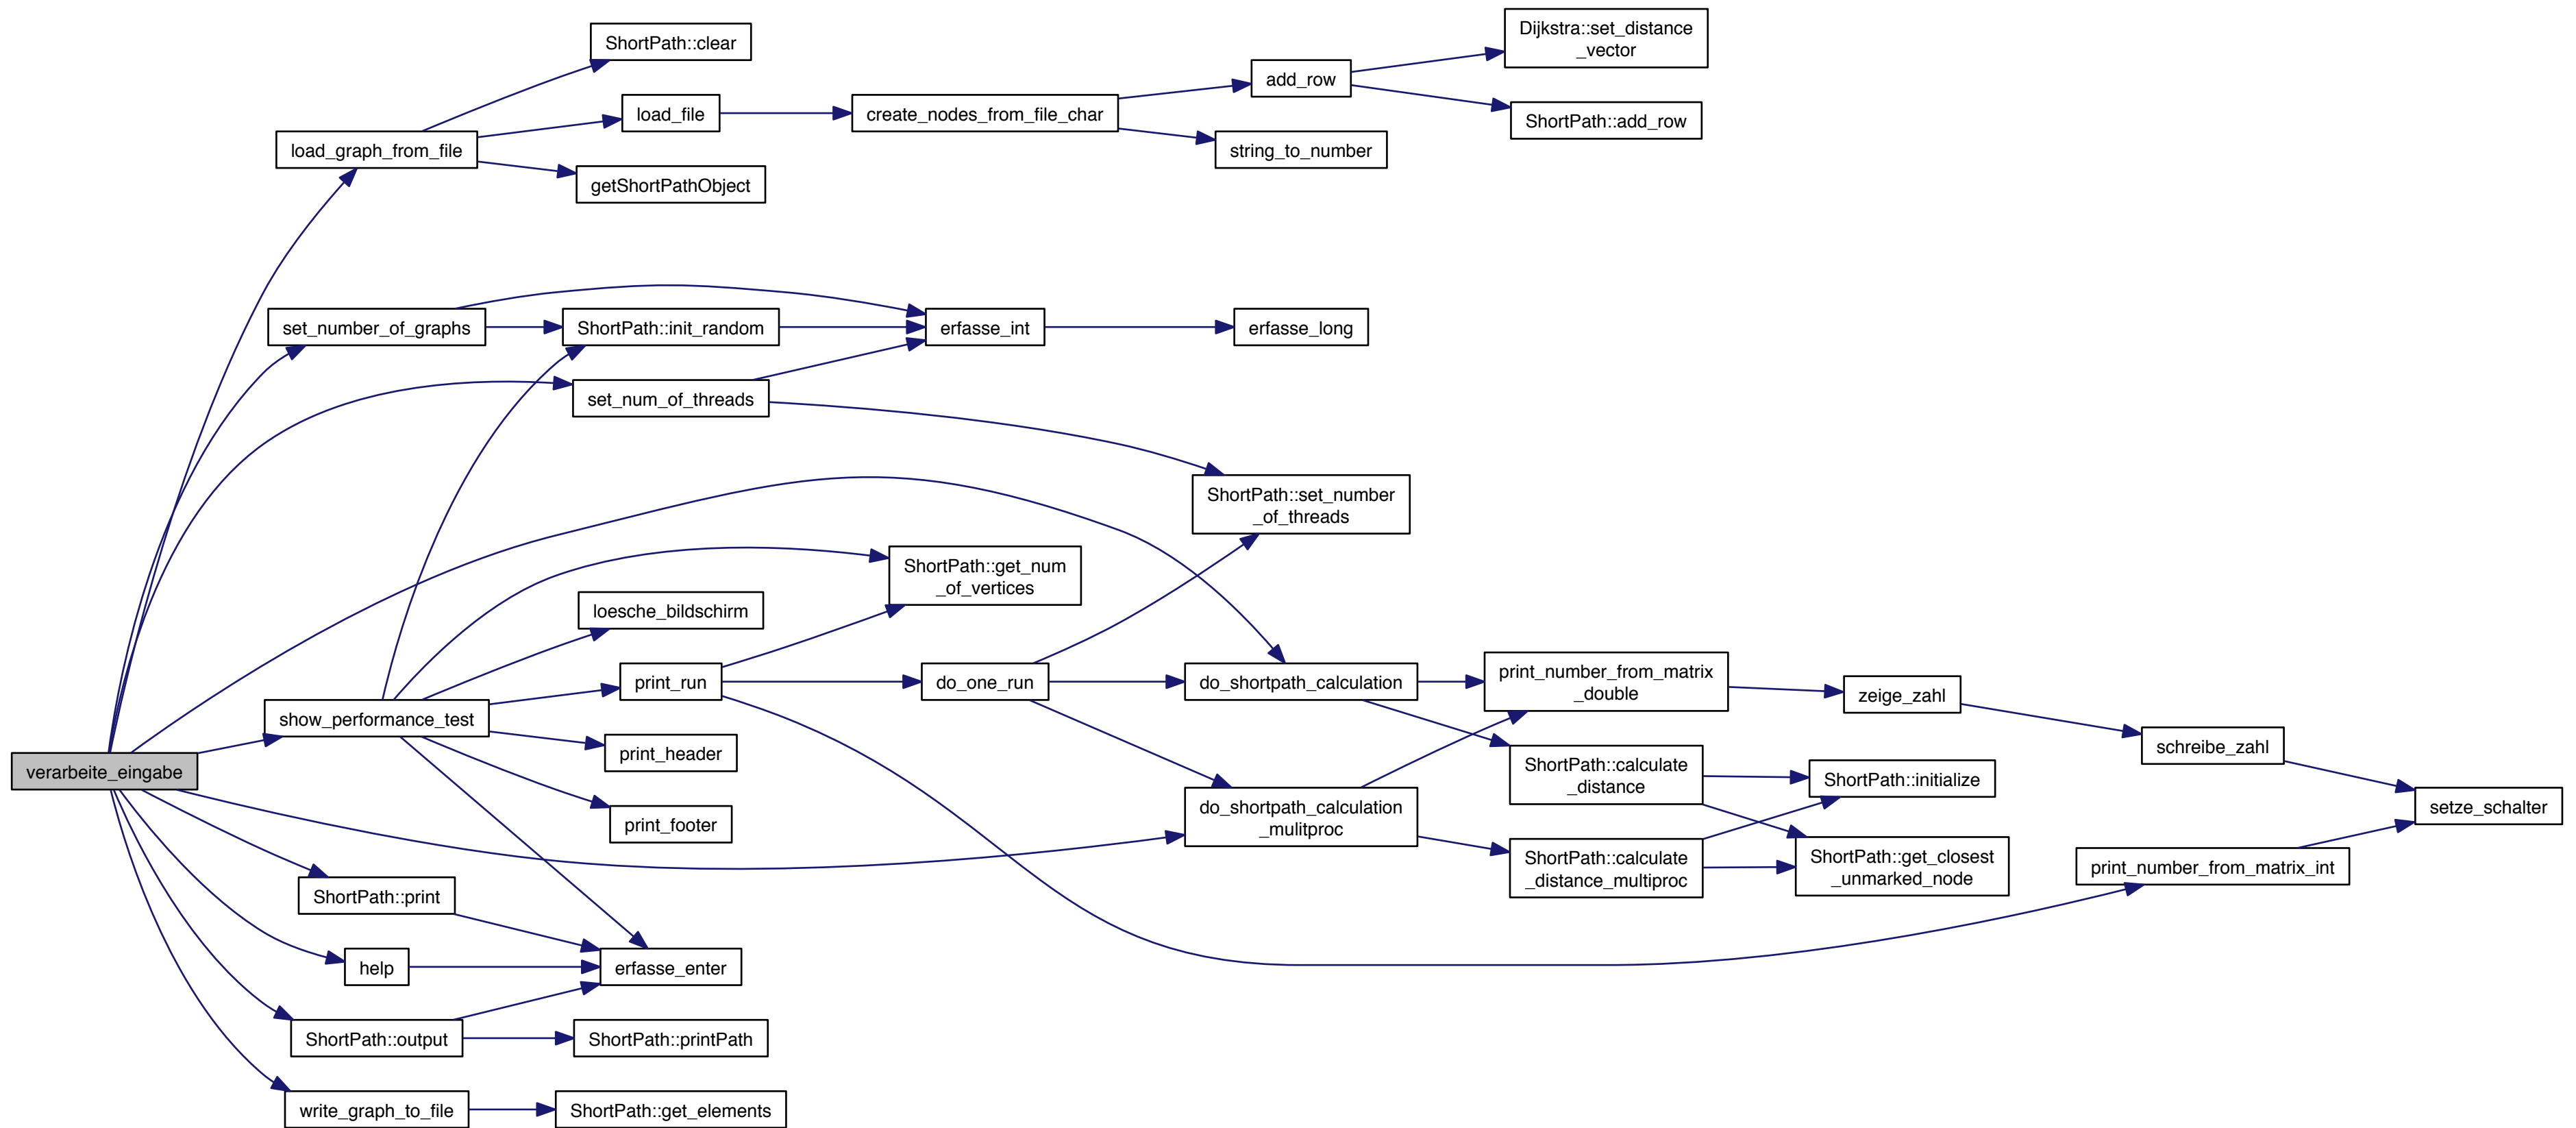 ShortPath::clear
Dijkstra::set_distance
_vector
add_row
load_file
create_nodes_from_file_char
ShortPath::add_row
load_graph_from_file
string_to_number
getShortPathObject
set_number_of_graphs
ShortPath::init_random
erfasse_int
erfasse_long
set_num_of_threads
ShortPath::set_number
_of_threads
ShortPath::get_num
_of_vertices
loesche_bildschirm
print_run
do_one_run
do_shortpath_calculation
print_number_from_matrix
_double
zeige_zahl
show_performance_test
schreibe_zahl
print_header
verarbeite_eingabe
ShortPath::calculate
_distance
ShortPath::initialize
setze_schalter
print_footer
do_shortpath_calculation
_mulitproc
ShortPath::calculate
_distance_multiproc
ShortPath::get_closest
_unmarked_node
print_number_from_matrix_int
ShortPath::print
help
erfasse_enter
ShortPath::output
ShortPath::printPath
write_graph_to_file
ShortPath::get_elements